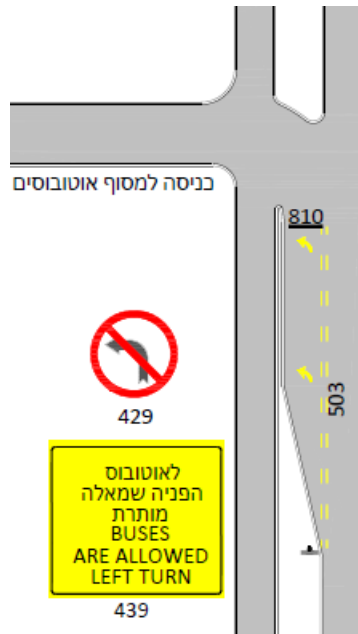 כניסה למסוף אוטובוסים
810
503
429
לאוטובוס
הפניה שמאלה
מותרת
BUSES
ARE ALLOWED
LEFT TURN
439